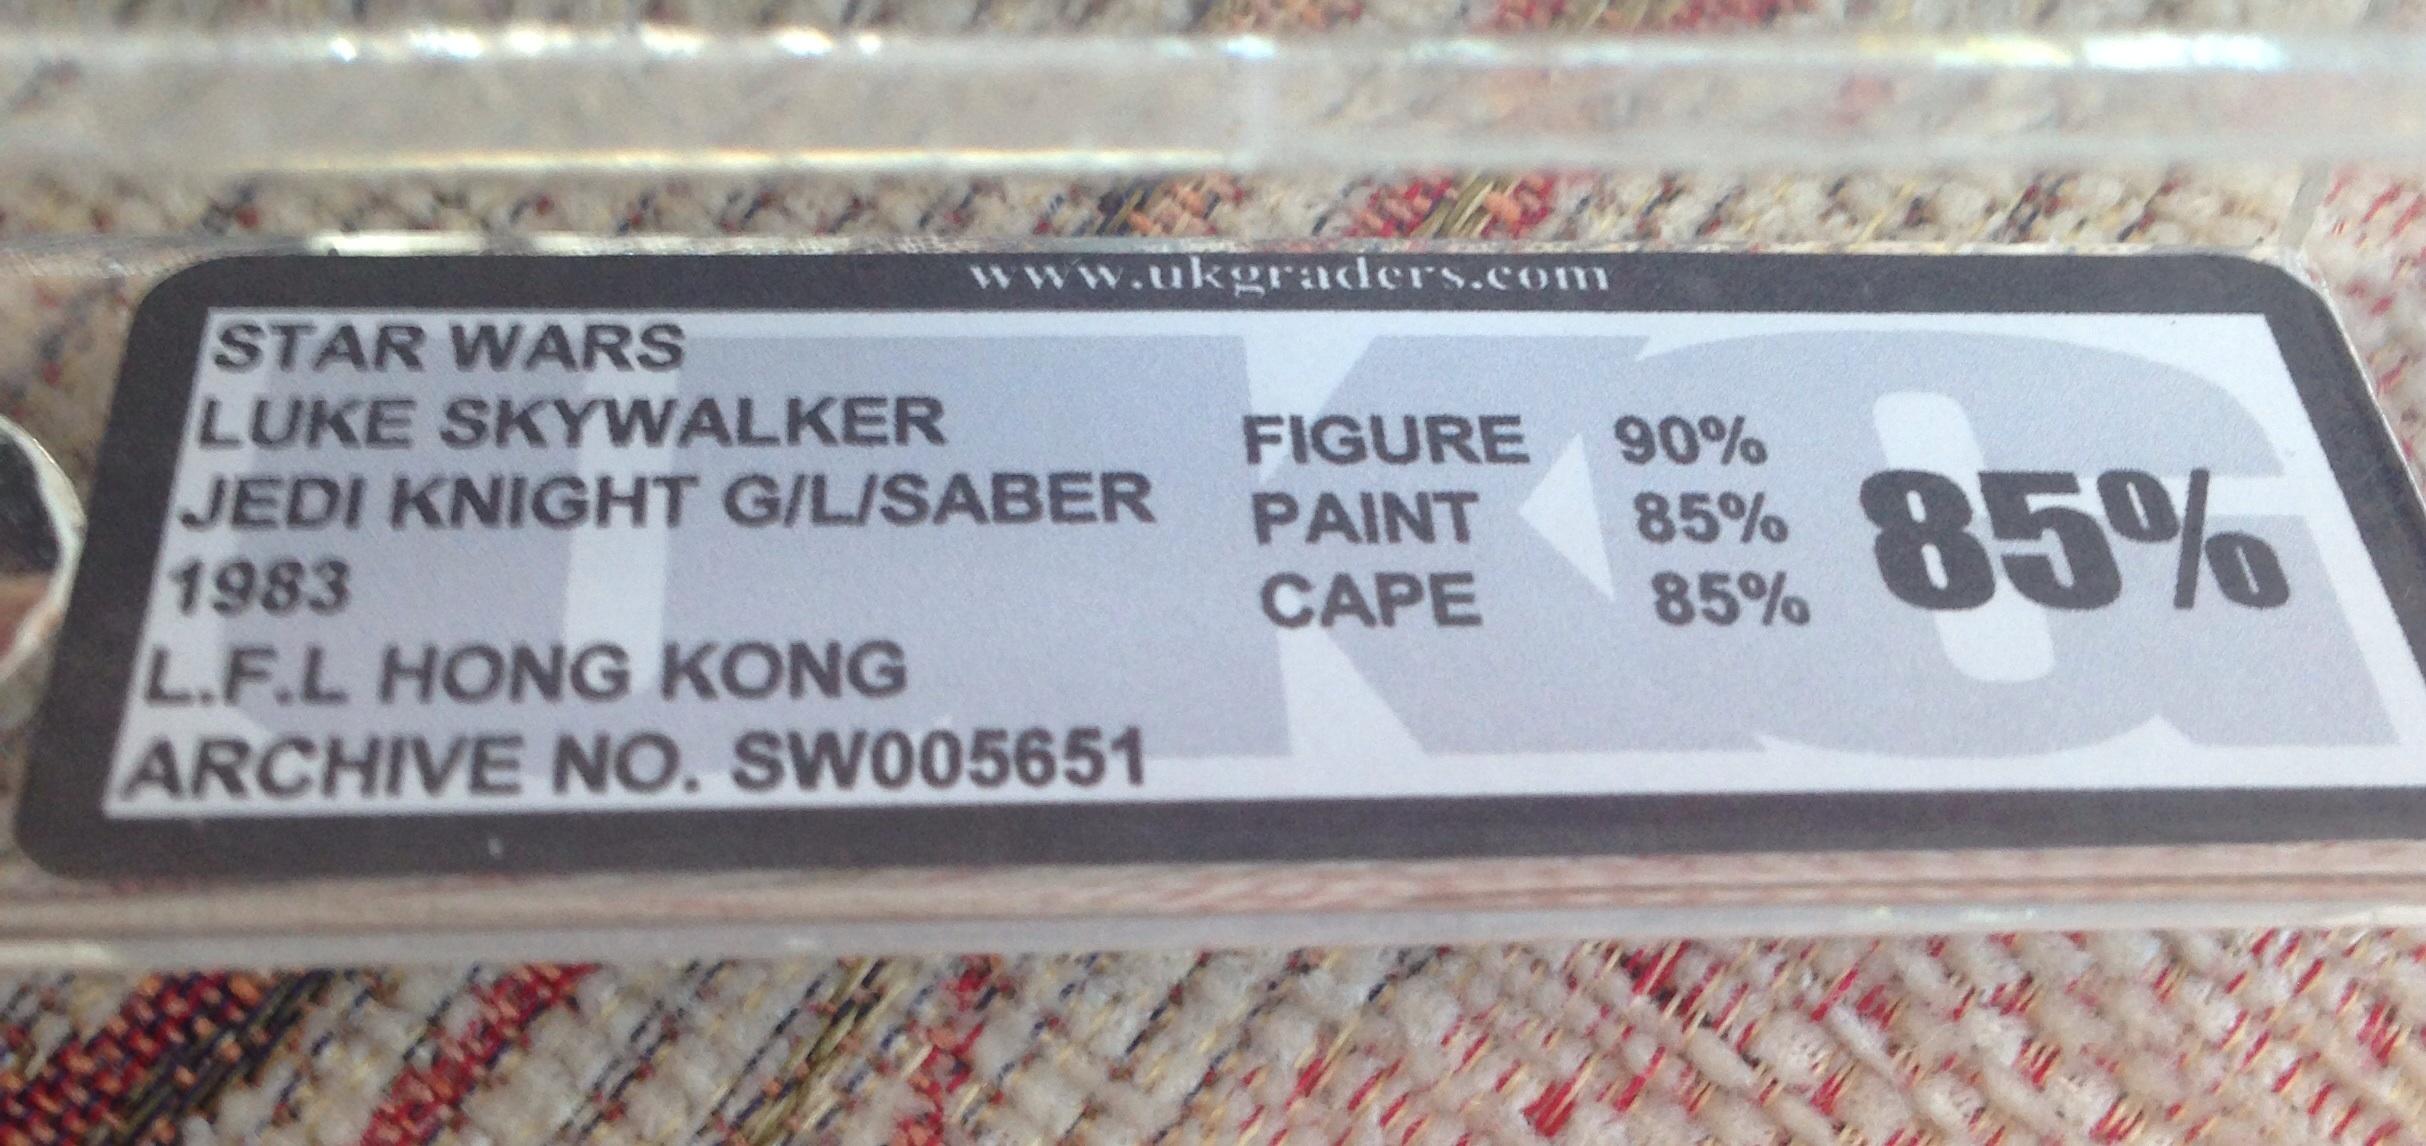 www.ukgraders.com
STAR WARS
LUKE SKYWALKER
JEDI KNIGHT G/L/SABER
1983
L.F.L HONG KONG
ARCHIVE NO. SW005651
FIGURE 90%
PAINT 85%
CAPE 85%
85%
UKG